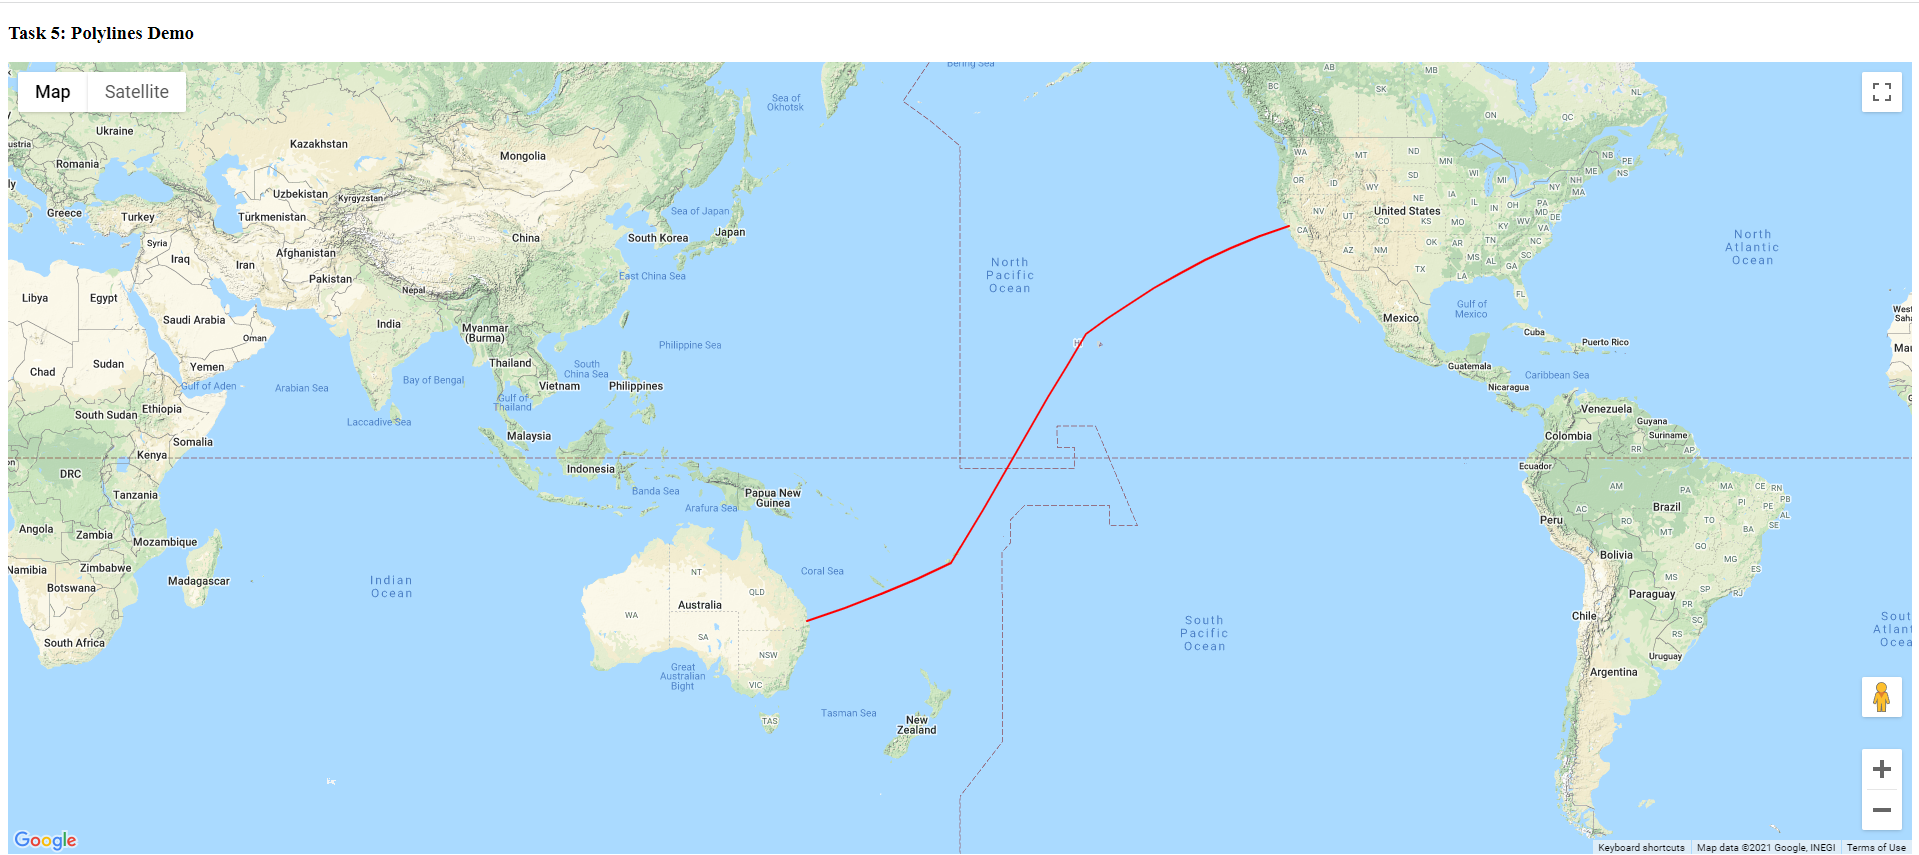 Task 5: Polylines Demo
Map Satellite
Bering Sea
Sea of
Okhotsk
BC
AB
SK
MB
ON
QC
NL
NB
PE
NS
Ukraine
Kazakhstan
Mongolia
Romania
Uzbekistan
Kyrgyzstan
Greece
Turkey
Türkmenistan
Syria
Iraq
Iran
Afghanistan
Pakistan
China
Nepal
South Korea
Sea of Japan
Japan
East China Sea
WA
MT
ND
MN
OR
ID
WY
SD
WI
MI
NY
NH
ME
MA
NE
IA
IL
IN
OH
PA
MD
DE
NV
UT
CO
United States
KS
MO
KY
WV
VA
CA
AZ
NM
OK
AR
TN
NC
SC
TX
LA
MS
AL
GA
FL
North
Pacific
Ocean
North
Atlantic
Ocean
Libya
Egypt
Saudi Arabia
Oman
India
Myanmar
(Burma)
Thailand
Vietnam
South
China Sea
Philippines
Philippine Sea
HI
Mexico
Gulf of
Mexico
Cuba
Puerto Rico
Guatemala
Nicaragua
Caribbean Sea
West
Saha
Mau
Chad
Sudan
Yemen
Gulf of Aden
Arabian Sea
Bay of Bengal
Gulf of
Thailand
Laccadive Sea
South Sudan
Ethiopia
Somalia
Kenya
DRC
Tanzania
Angola
Zambia
Mozambique
Namibia
Zimbabwe
Botswana
Madagascar
South Africa
Malaysia
Indonesia
Banda Sea
Arafura Sea
Papua New
Guinea
Coral Sea
Indian
Ocean
NT
QLD
WA
Australia
SA
NSW
VIC
TAS
Great
Australian
Bight
Tasman Sea
New
Zealand
South
Pacific
Ocean
Venezuela
Guyana
Suriname
Colombia
RR
AP
Ecuador
AM
PA
MA
CE
RN
PB
PE
AL
SE
PI
Peru
AC
RO
TO
BA
Brazil
MT
GO
MG
ES
Bolivia
MS
SP
RJ
Paraguay
PR
SC
RS
Chile
Uruguay
Argentina
Sout
Atlant
Ocea
Google
Keyboard shortcuts Map data ©2021 Google, INEGI Terms of Use